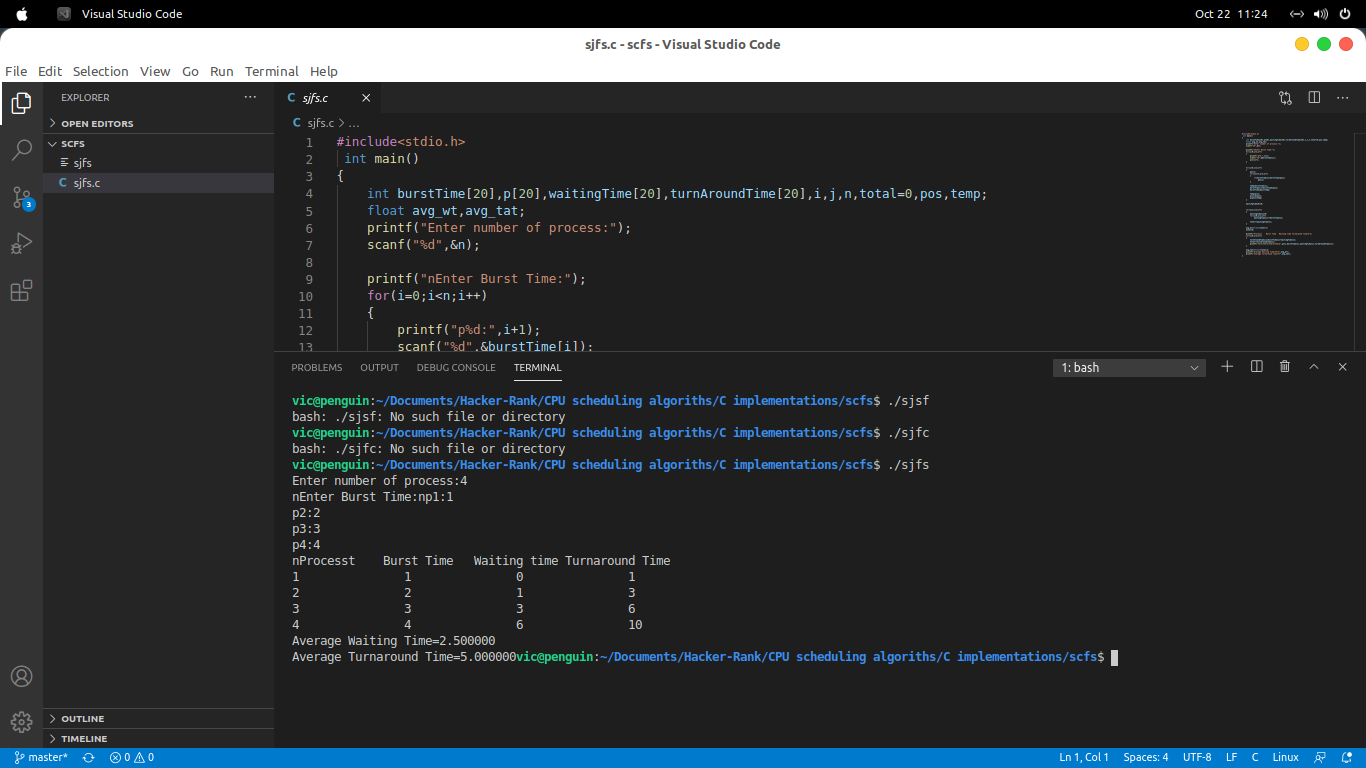 Visual Studio Code
Oct 22 11:24
sjfs.c - scfs - Visual Studio Code
File Edit Selection View Go Run Terminal Help
EXPLORER
OPEN EDITORS
SCFS
sjfs
C sjfs.c
3
OUTLINE
TIMELINE
C sjfs.c
C sjfs.c > ...
1 #include<stdio.h>
2 int main()
3 {
4 int burstTime[20],p[20],waitingTime[20],turnAroundTime[20],i,j,n,total=0,pos,temp;
5 float avg_wt,avg_tat;
6 printf("Enter number of process:");
7 scanf("%d",&n);
8
9 printf("nEnter Burst Time:");
10 for(i=0;i<n;i++)
11 {
12 printf("p%d:",i+1);
13 scanf("%d",&burstTime[i]);
PROBLEMS OUTPUT DEBUG CONSOLE TERMINAL
1: bash
vic@penguin:~/Documents/Hacker-Rank/CPU scheduling algoriths/C implementations/scfs$ ./sjsf
bash: ./sjsf: No such file or directory
vic@penguin:~/Documents/Hacker-Rank/CPU scheduling algoriths/C implementations/scfs$ ./sjfc
bash: ./sjfc: No such file or directory
vic@penguin:~/Documents/Hacker-Rank/CPU scheduling algoriths/C implementations/scfs$ ./sjfs
Enter number of process:4
nEnter Burst Time:np1:1
p2:2
p3:3
p4:4
nProcesst Burst Time Waiting time Turnaround Time
1 1 0 1
2 2 1 3
3 3 3 6
4 4 6 10
Average Waiting Time=2.500000
Average Turnaround Time=5.000000vic@penguin:~/Documents/Hacker-Rank/CPU scheduling algoriths/C implementations/scfs$
master* 0 0 Ln 1, Col 1 Spaces: 4 UTF-8 LF C Linux